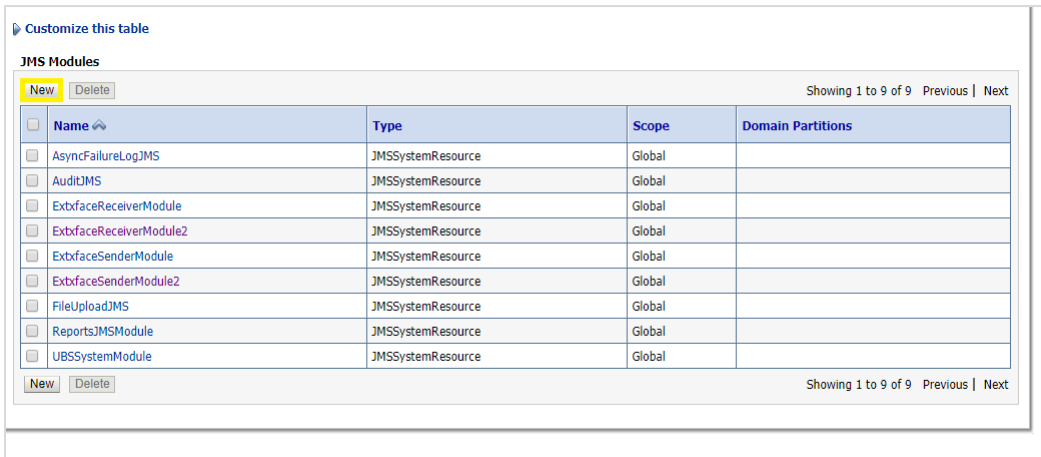 Customize this table
JMS Modules
New Delete Showing 1 to 9 of 9 Previous | Next
Name Type Scope Domain Partitions
AsyncFailureLogJMS JMSSystemResource Global
AuditJMS JMSSystemResource Global
ExtxfaceReceiverModule JMSSystemResource Global
ExtxfaceReceiverModule2 JMSSystemResource Global
ExtxfaceSenderModule JMSSystemResource Global
ExtxfaceSenderModule2 JMSSystemResource Global
FileUploadJMS JMSSystemResource Global
ReportsJMSModule JMSSystemResource Global
UBSSystemModule JMSSystemResource Global
New Delete Showing 1 to 9 of 9 Previous | Next